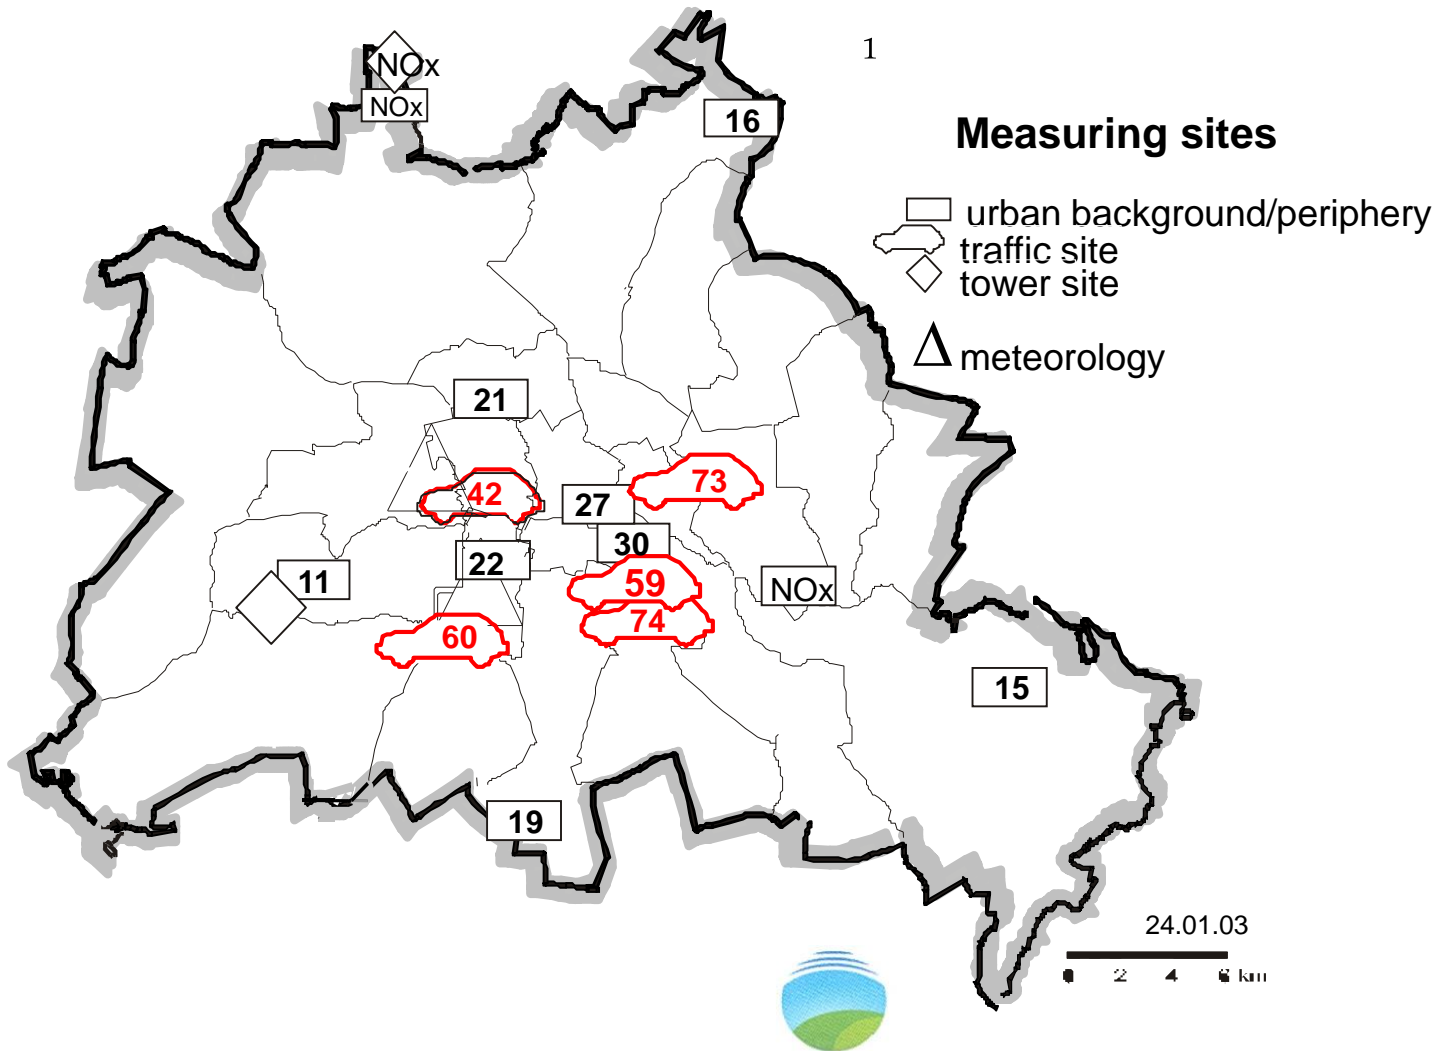 1
NOx
NOx
16
Measuring sites
urban background/periphery
traffic site
tower site
meteorology
21
42
73
27
30
22
11
59
NOx
74
60
15
19
24.01.03
0 2 4 6 km